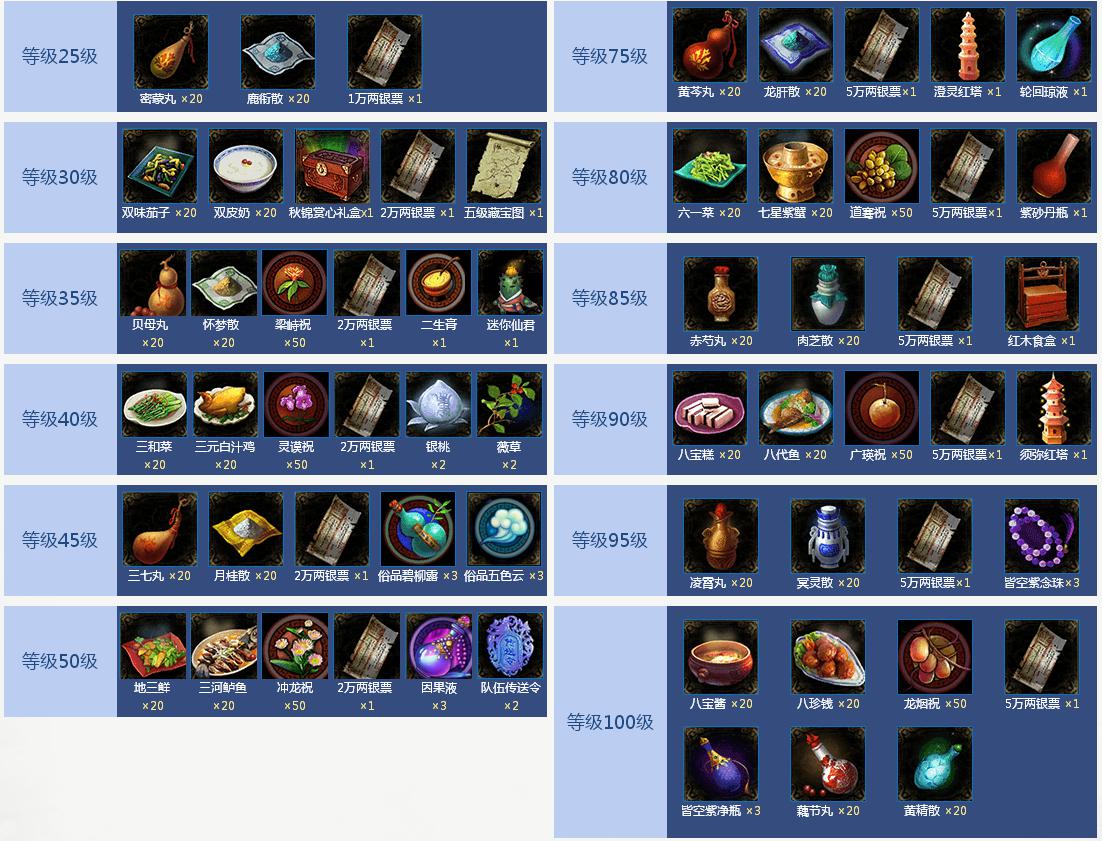 等级25级
密蒙丸 ×20
鹿衔散 ×20
1万两银票 ×1
等级30级
双味茄子 ×20
双皮奶 ×20
秋锦赏心礼盒x1
2万两银票 ×1
五级藏宝图 ×1
等级35级
贝母丸
×20
怀梦散
×20
梁峙祝
×50
2万两银票
×1
二生膏
×1
迷你仙君
×1
等级40级
三和菜
×20
三元白汁鸡
×20
灵谟祝
×50
2万两银票
×1
银桃
×2
薇草
×2
等级45级
三七丸 ×20
月桂散 ×20
2万两银票 ×1
俗品碧柳露 ×3
俗品五色云 ×3
等级50级
地三鲜
×20
三河鲈鱼
×20
冲龙祝
×50
2万两银票
×1
因果液
×3
队伍传送令
×2
等级75级
黄芩丸 ×20
龙肝散 ×20
5万两银票×1
澄灵红塔 ×1
轮回琼液 ×1
等级80级
六一菜 ×20
七星紫蟹 ×20
道骞祝 ×50
5万两银票×1
紫砂丹瓶 ×1
等级85级
赤芍丸 ×20
肉芝散 ×20
5万两银票 ×1
红木食盒 ×1
等级90级
八宝糕 ×20
八代鱼 ×20
广瑛祝 ×50
5万两银票×1
须弥红塔 ×1
等级95级
凌霄丸 ×20
冥灵散 ×20
5万两银票×1
皆空紫念珠×3
等级100级
八宝酱 ×20
八珍钱 ×20
龙烟祝 ×50
5万两银票 ×1
皆空紫净瓶 ×3
藕节丸 ×20
黄精散 ×20